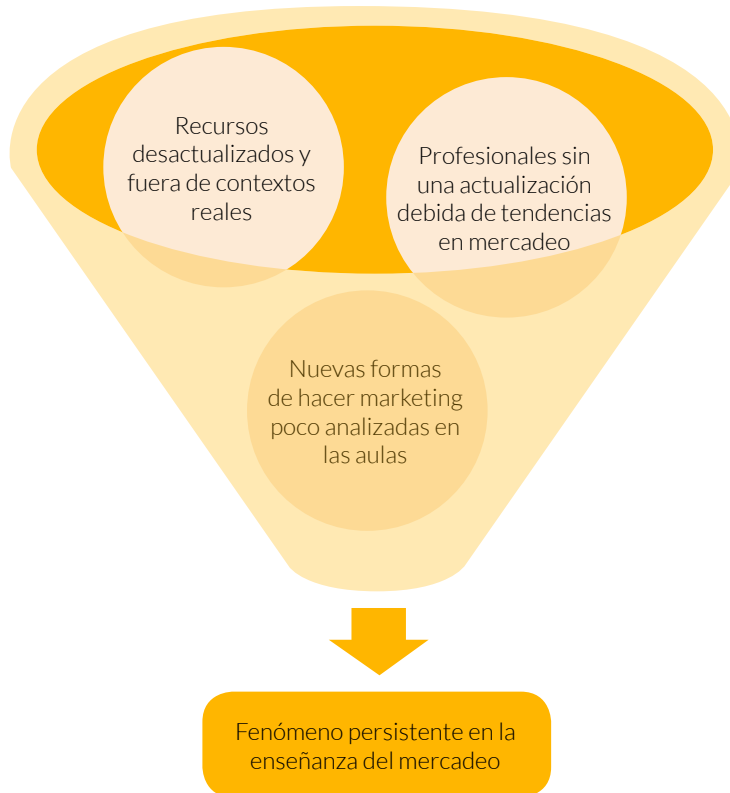 Recursos
desactualizados y
fuera de contextos
reales
Profesionales sin
una actualización
debida de tendencias
en mercadeo
Nuevas formas
de hacer marketing
poco analizadas en
las aulas
Fenómeno persistente en la
enseñanza del mercadeo